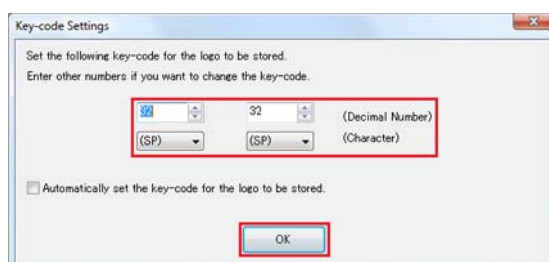 Key-code Settings
Set the following key-code for the logo to be stored.
Enter other numbers if you want to change the key-code.
32 32 (Decimal Number)
(SP) (SP) (Character)
Automatically set the key-code for the logo to be stored.
OK